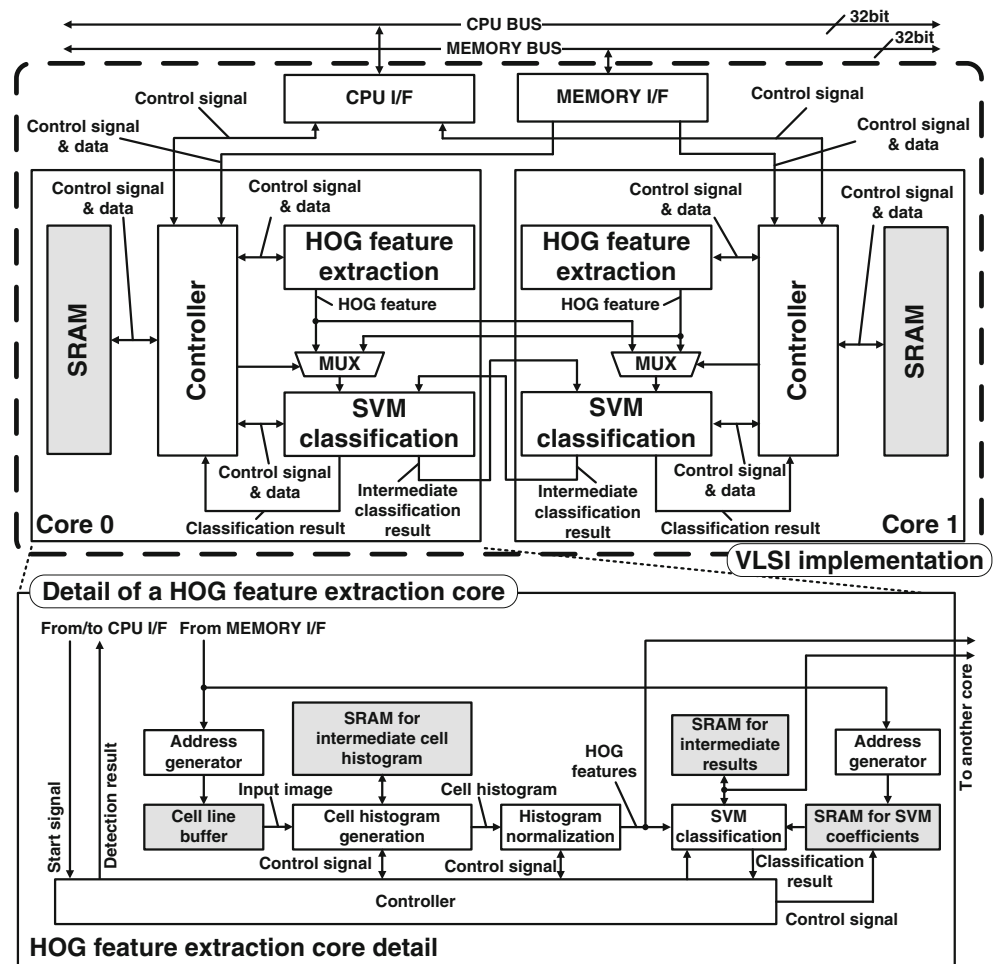 CPU BUS
32bit
MEMORY BUS
32bit
CPU I/F
MEMORY I/F
Control signal
Control signal
Control signal
& data
Control signal
& data
Control signal
& data
Control signal
& data
Control signal
& data
Control signal
& data
SRAM
Controller
HOG feature
extraction
HOG feature
MUX
SVM
classification
Control signal
& data
Classification result
Intermediate
classification
result
Core 0
HOG feature
extraction
HOG feature
MUX
SVM
classification
Controller
SRAM
Intermediate
classification
result
Control signal
& data
Classification result
Core 1
VLSI implementation
Detail of a HOG feature extraction core
From/to CPU I/F
From MEMORY I/F
Start signal
Detection result
Address
generator
Cell line
buffer
Input image
SRAM for
intermediate cell
histogram
Cell histogram
generation
Control signal
Cell histogram
Histogram
normalization
Control signal
HOG
features
SRAM for
intermediate
results
SVM
classification
Classification
result
Address
generator
SRAM for SVM
coefficients
Control signal
To another core
Controller
HOG feature extraction core detail